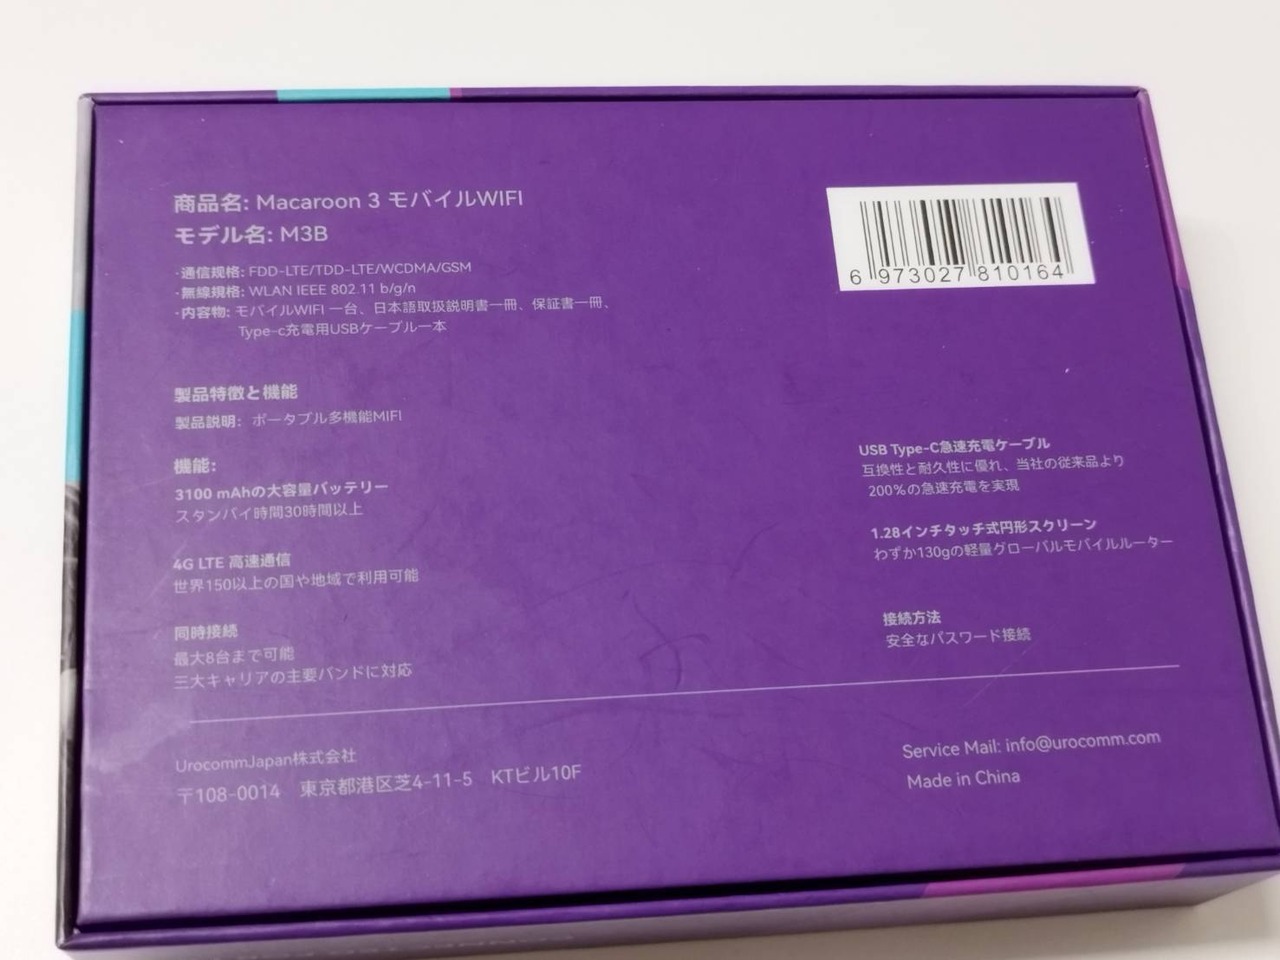 商品名: Macaroon 3 モバイルWIFI
モデル名: M3B
·通信规格: FDD-LTE/TDD-LTE/WCDMA/GSM
·無線規格: WLAN IEEE 802.11 b/g/n
·内容物: モバイルWIFI 一台、日本語取扱説明書一冊、保証書一冊、
Type-c充電用USBケーブル一本
6 973027 810164
製品特徴と機能
製品説明: ポータブル多機能MIFI
機能:
3100 mAhの大容量バッテリー
スタンバイ時間30時間以上
4G LTE 高速通信
世界150以上の国や地域で利用可能
同時接続
最大8台まで可能
三大キャリアの主要バンドに対応
USB Type-C急速充電ケーブル
互換性と耐久性に優れ、当社の従来品より
200%の急速充電を実現
1.28インチタッチ式円形スクリーン
わずか130gの軽量グローバルモバイルルーター
接続方法
安全なパスワード接続
UrocommJapan株式会社
〒108-0014 東京都港区芝4-11-5 KTビル10F
Service Mail: info@urocomm.com
Made in China